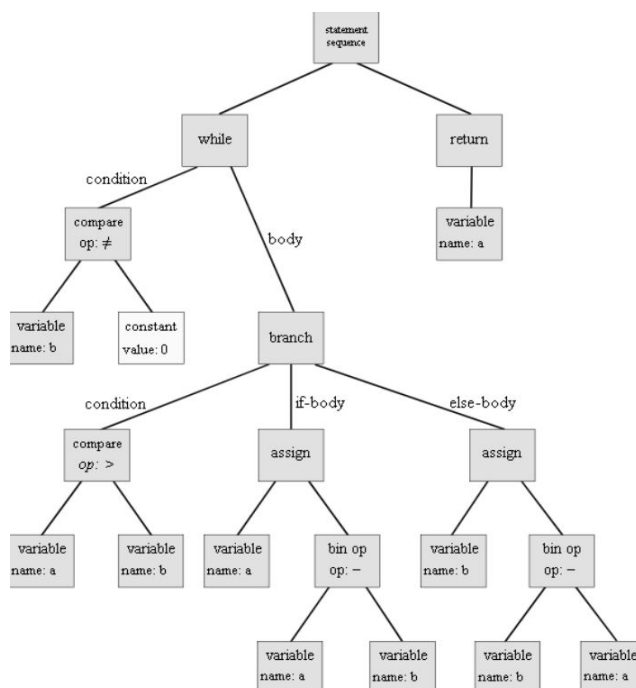 statement
sequence
while
return
condition
compare
op: ≠
body
variable
name: a
variable
name: b
constant
value: 0
branch
condition
if-body
else-body
compare
op: >
assign
assign
variable
name: a
variable
name: b
variable
name: a
bin op
op: −
variable
name: b
bin op
op: −
variable
name: a
variable
name: b
variable
name: b
variable
name: a